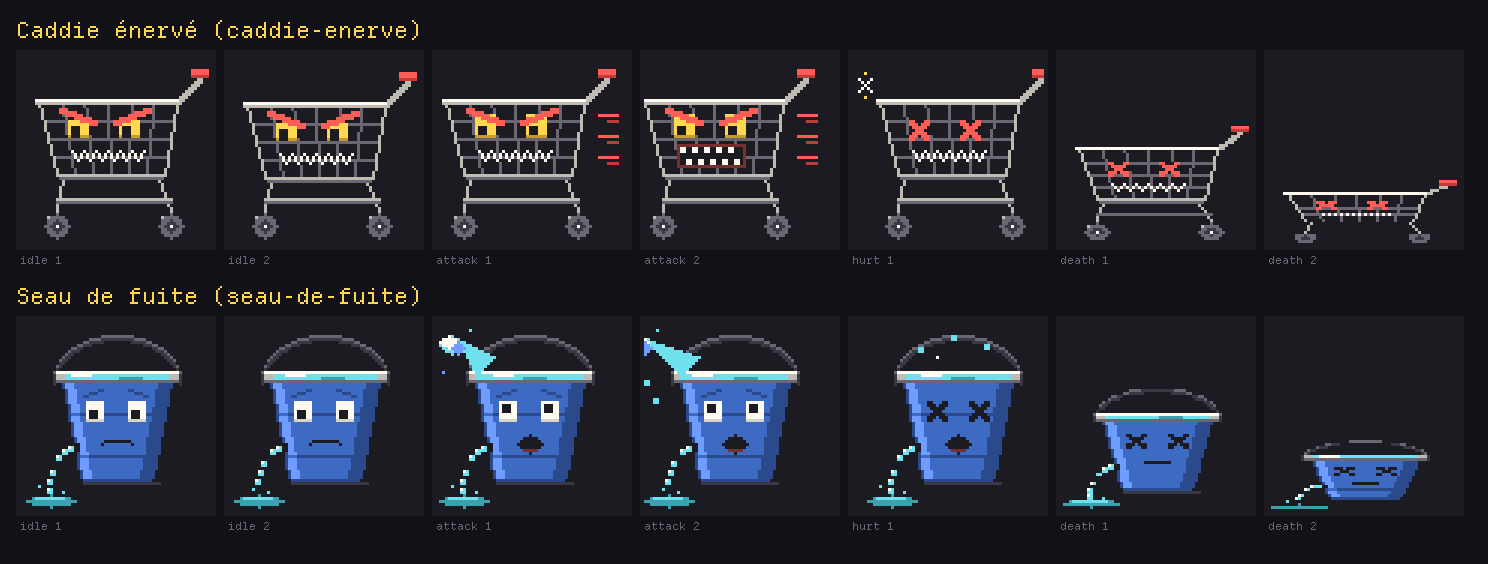 Caddie énervé (caddie-enerve)
idle 1 idle 2 attack 1 attack 2 hurt 1 death 1 death 2
Seau de fuite (seau-de-fuite)
idle 1 idle 2 attack 1 attack 2 hurt 1 death 1 death 2